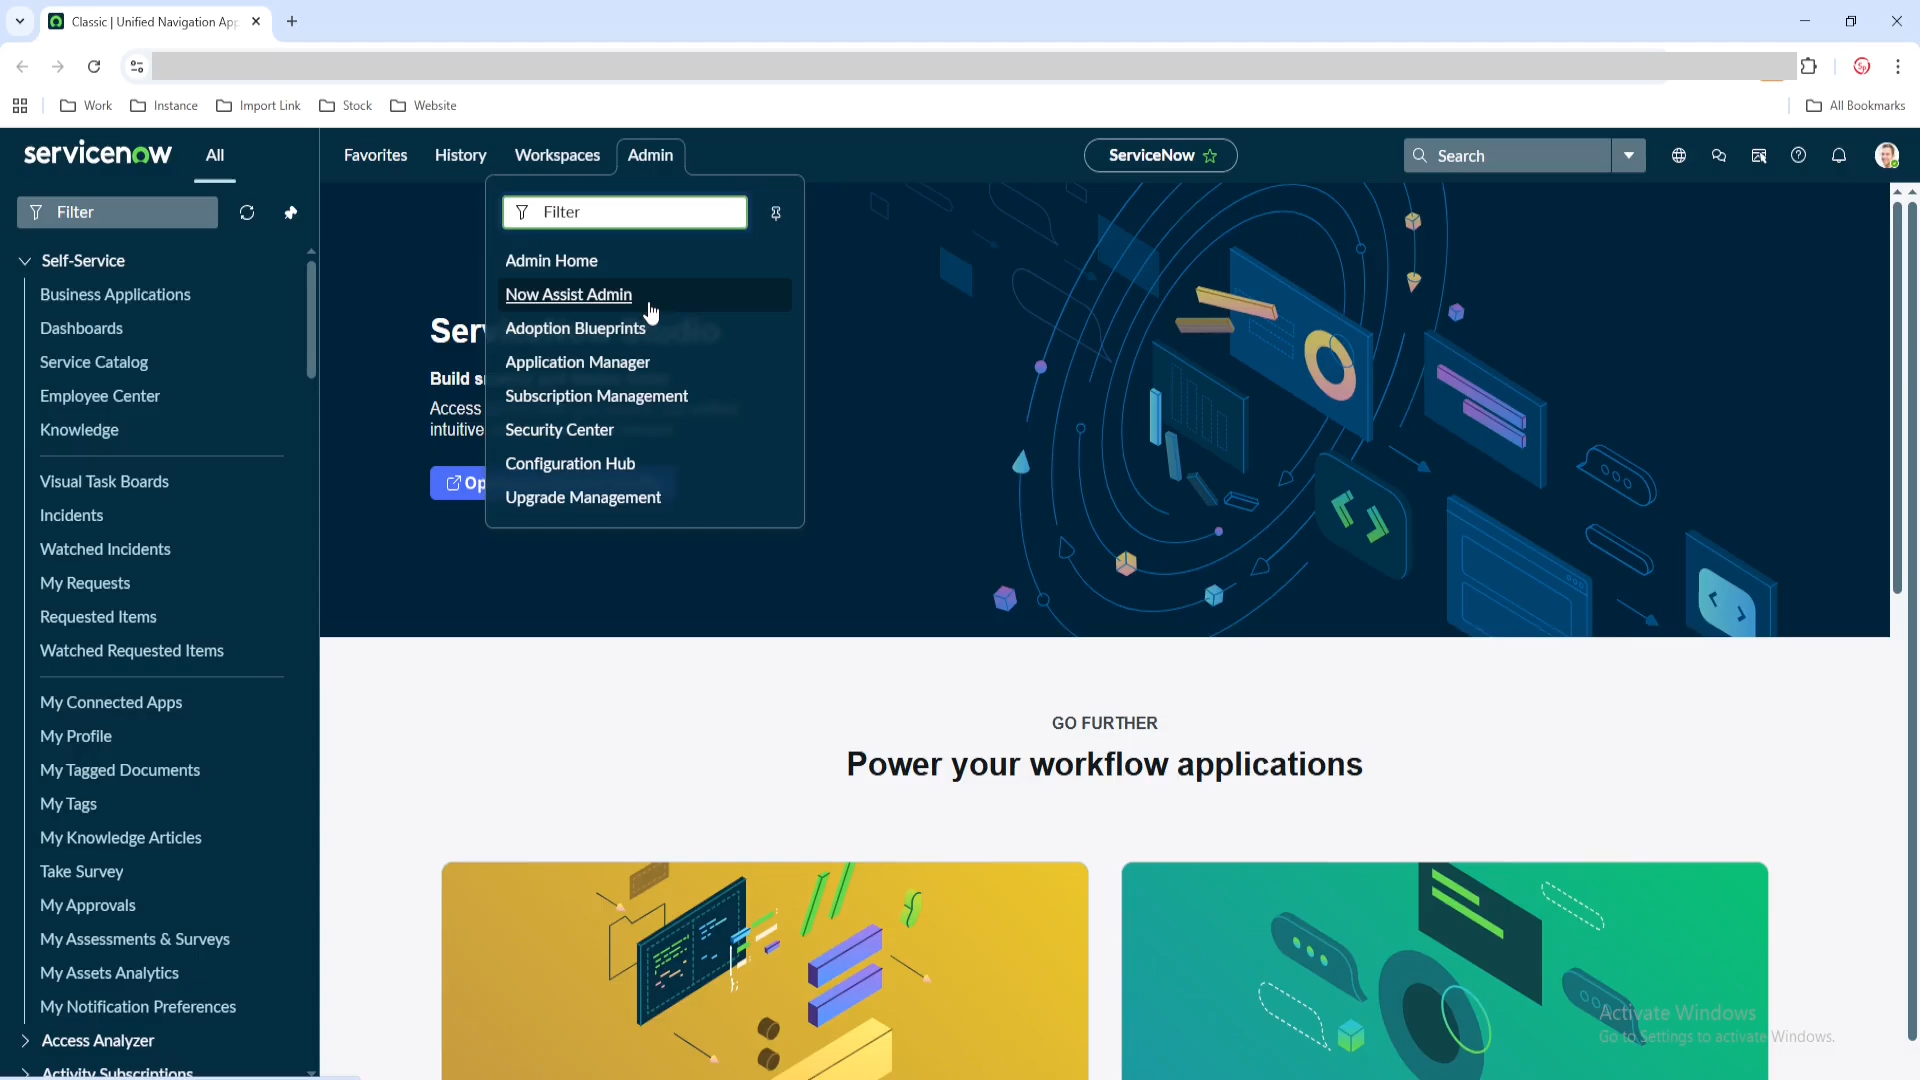 Classic | Unified Navigation App
Work
Instance
Import Link
Stock
Website
All Bookmarks
servicenow
All
Favorites
History
Workspaces
Admin
ServiceNow
Search
Filter
Self-Service
Business Applications
Dashboards
Service Catalog
Employee Center
Knowledge
Visual Task Boards
Incidents
Watched Incidents
My Requests
Requested Items
Watched Requested Items
My Connected Apps
My Profile
My Tagged Documents
My Tags
My Knowledge Articles
Take Survey
My Approvals
My Assessments & Surveys
My Assets Analytics
My Notification Preferences
Access Analyzer
Activity Subscriptions
Filter
Admin Home
Now Assist Admin
Adoption Blueprints
Application Manager
Subscription Management
Security Center
Configuration Hub
Upgrade Management
Build
Access
intuitive
GO FURTHER
Power your workflow applications
Activate Windows
Go to Settings to activate Windows.